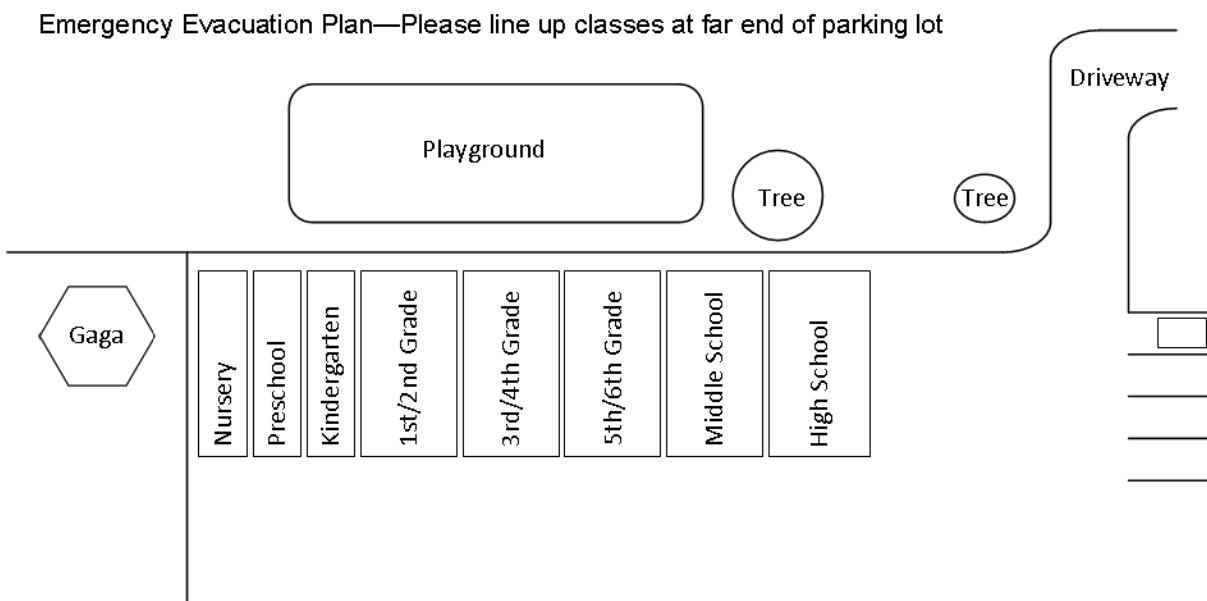 Emergency Evacuation Plan—Please line up classes at far end of parking lot
Driveway
Playground
Tree
Tree
Gaga
Nursery
Preschool
Kindergarten
1st/2nd Grade
3rd/4th Grade
5th/6th Grade
Middle School
High School